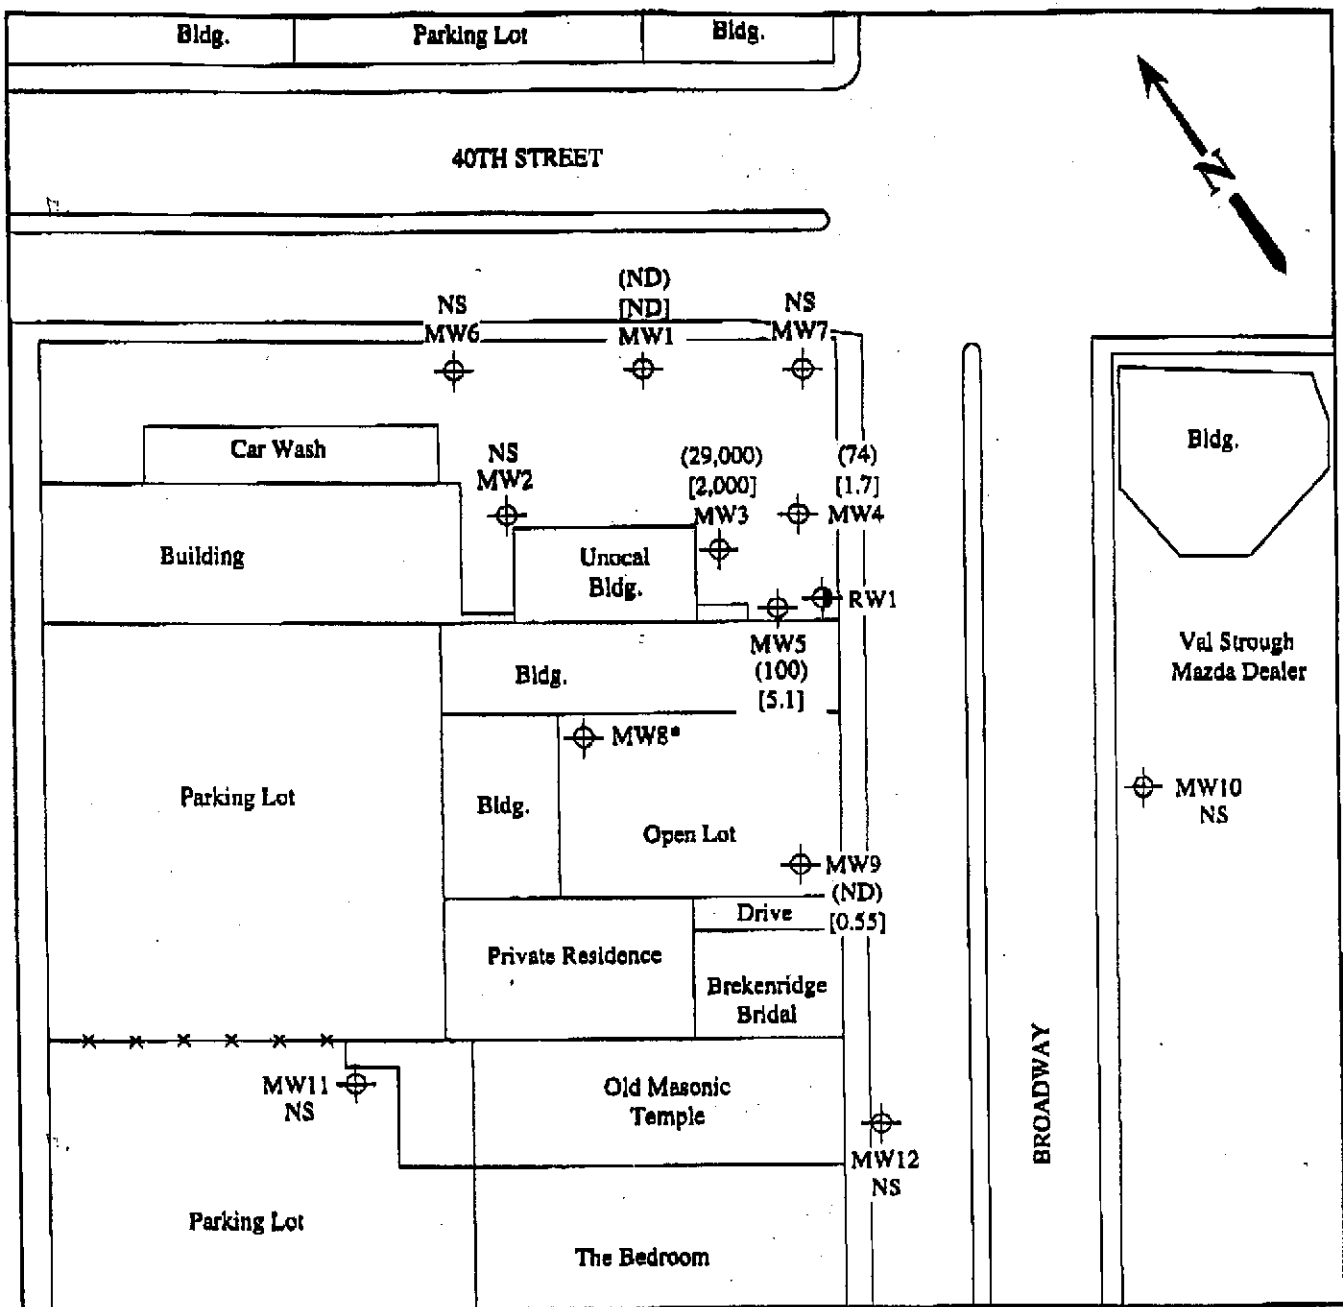 Bldg.
Parking Lot
Bldg.
40TH STREET
N
NS
MW6
(ND)
[ND]
MW1
NS
MW7
Car Wash
NS
MW2
(29,000)
[2,000]
MW3
(74)
[1.7]
MW4
Bldg.
Building
Unocal
Bldg.
RW1
MW5
(100)
[5.1]
Bldg.
Val Strough
Mazda Dealer
MW8*
Parking Lot
Bldg.
Open Lot
MW10
NS
MW9
(ND)
[0.55]
Drive
Private Residence
Brekenridge
Bridal
MW11
NS
Old Masonic
Temple
BROADWAY
MW12
NS
Parking Lot
The Bedroom